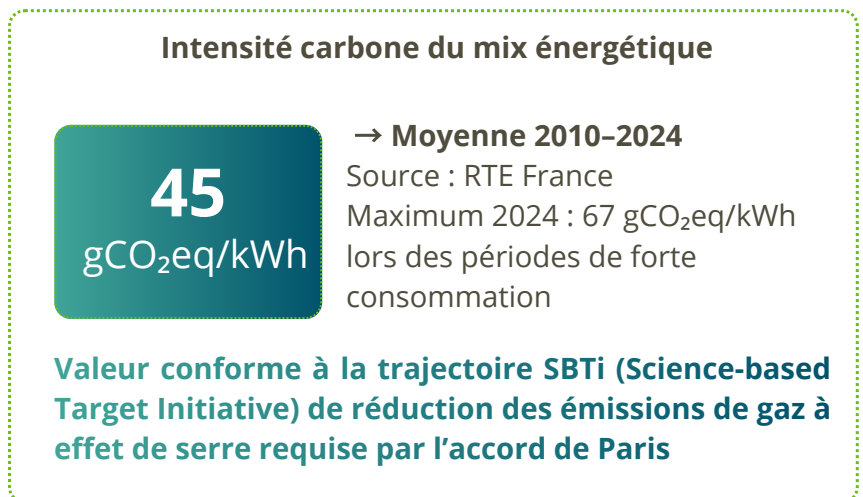 Intensité carbone du mix énergétique
45
gCO₂eq/kWh
→ Moyenne 2010–2024
Source : RTE France
Maximum 2024 : 67 gCO₂eq/kWh
lors des périodes de forte
consommation
Valeur conforme à la trajectoire SBTi (Science-based
Target Initiative) de réduction des émissions de gaz à
effet de serre requise par l’accord de Paris